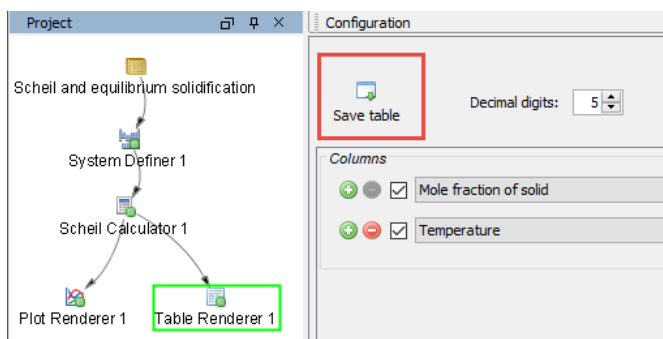 Project
Scheil and equilibrium solidification
System Definer 1
Scheil Calculator 1
Plot Renderer 1
Table Renderer 1
Configuration
Save table
Decimal digits: 5
Columns
Mole fraction of solid
Temperature